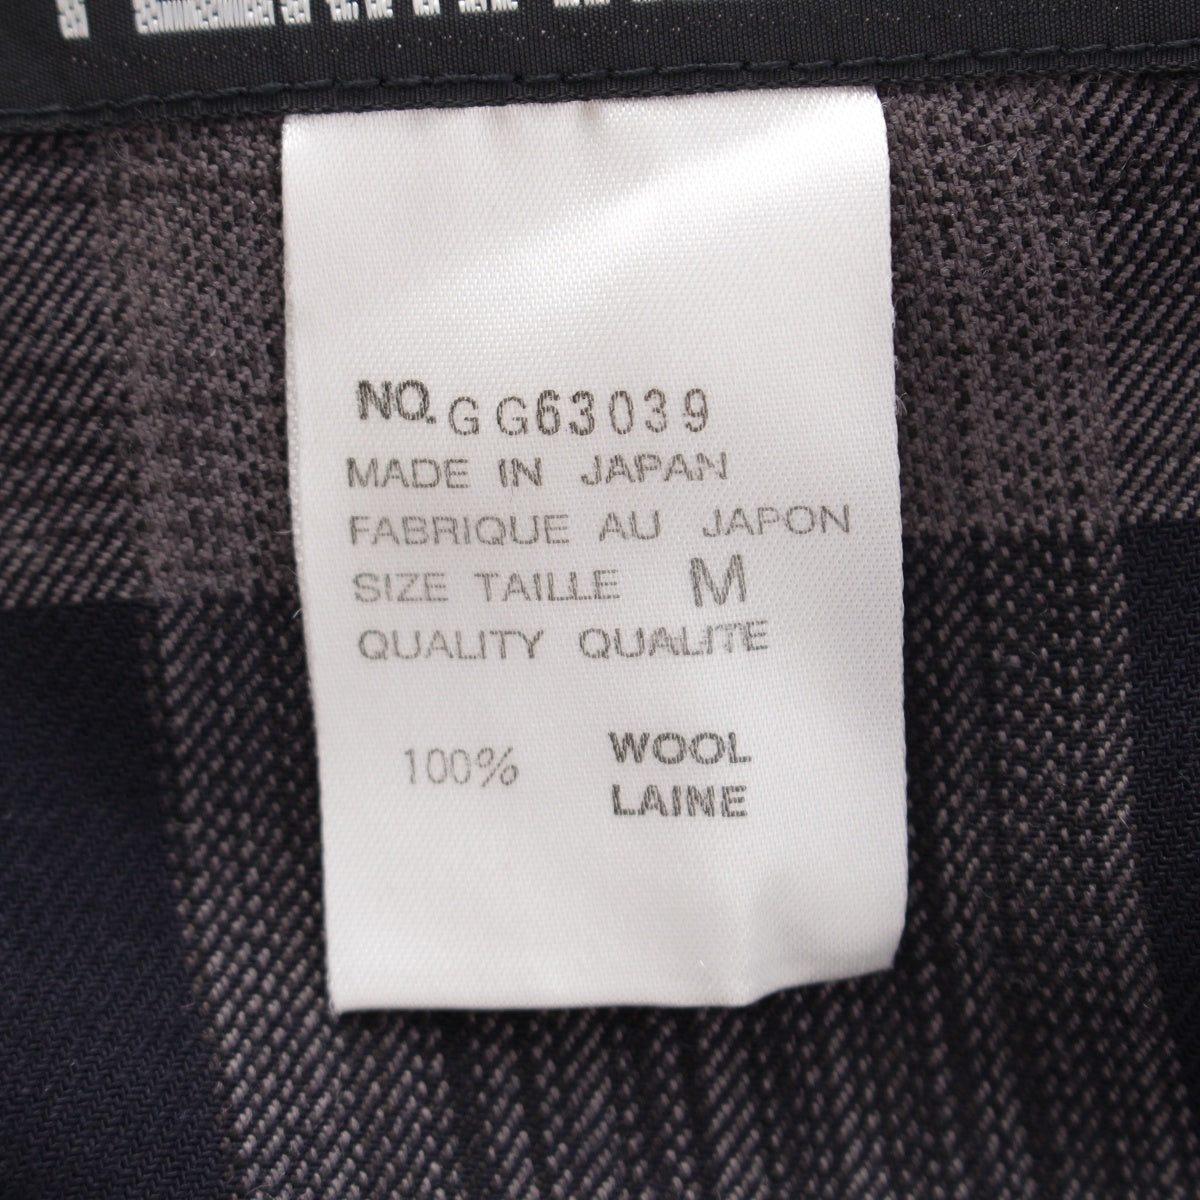 NO. GG63039
MADE IN JAPAN
FABRIQUE AU JAPON
SIZE TAILLE M
QUALITY QUALITE
100% WOOL
LAINE